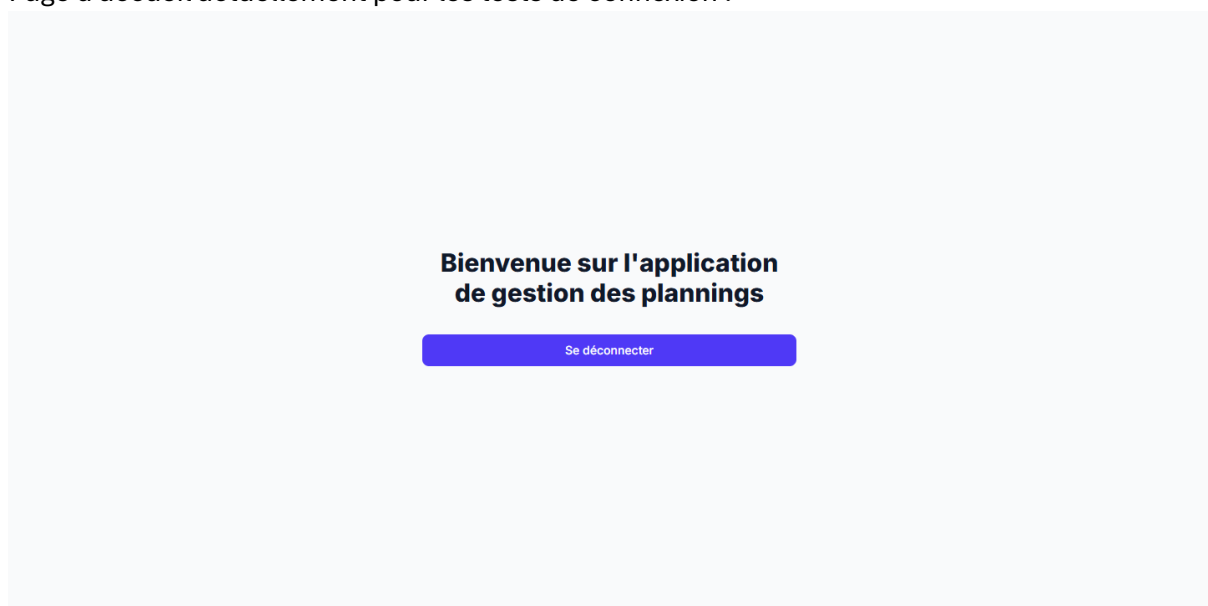 Page d'accueil actuellement pour les tests de connexion :
Bienvenue sur l'application
de gestion des plannings
Se déconnecter